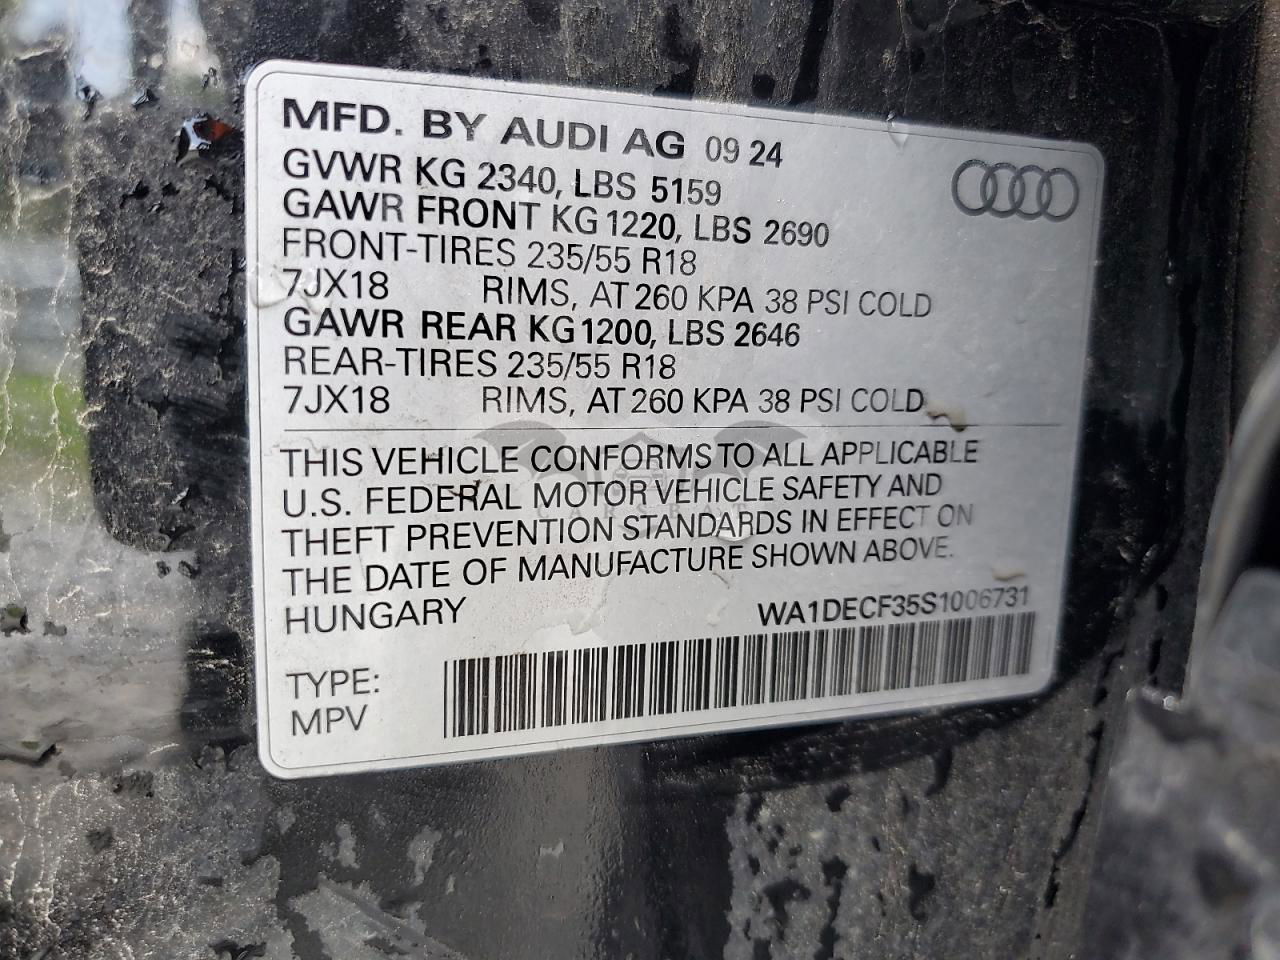 MFD. BY AUDI AG 09 24
GVWR KG 2340, LBS 5159
GAWR FRONT KG 1220, LBS 2690
FRONT-TIRES 235/55 R18
7JX18 RIMS, AT 260 KPA 38 PSI COLD
GAWR REAR KG 1200, LBS 2646
REAR-TIRES 235/55 R18
7JX18 RIMS, AT 260 KPA 38 PSI COLD
THIS VEHICLE CONFORMS TO ALL APPLICABLE
U.S. FEDERAL MOTOR VEHICLE SAFETY AND
THEFT PREVENTION STANDARDS IN EFFECT ON
THE DATE OF MANUFACTURE SHOWN ABOVE.
HUNGARY WA1DECF35S1006731
TYPE:
MPV